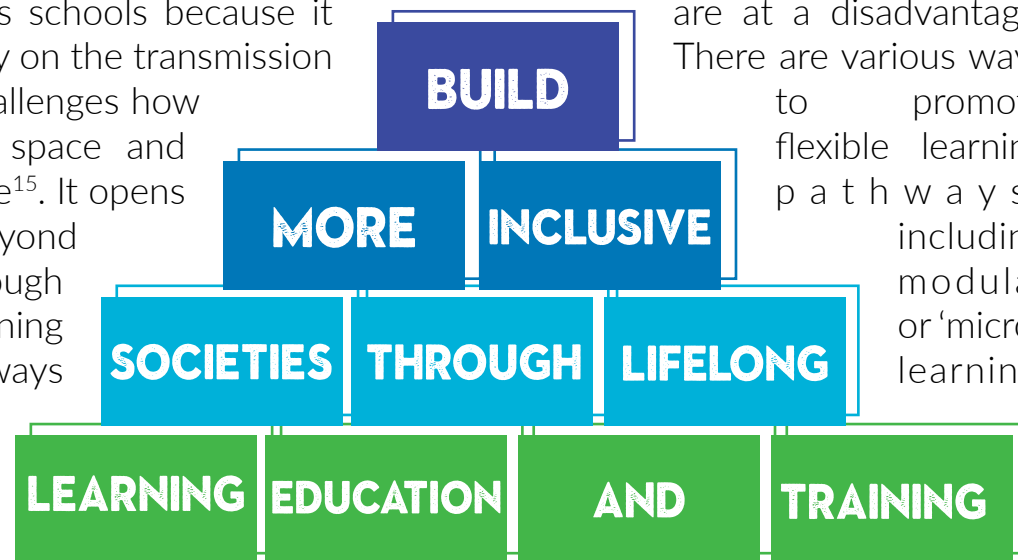 s schools because it
y on the transmission
allenges how
space and
e¹⁵. It opens
yond
ough
ning
ways
BUILD
MORE INCLUSIVE
SOCIETIES THROUGH LIFELONG
LEARNING EDUCATION AND TRAINING
are at a disadvantag
There are various way
to promot
flexible learnin
pathways
includin
modula
or ‘micro
learnin